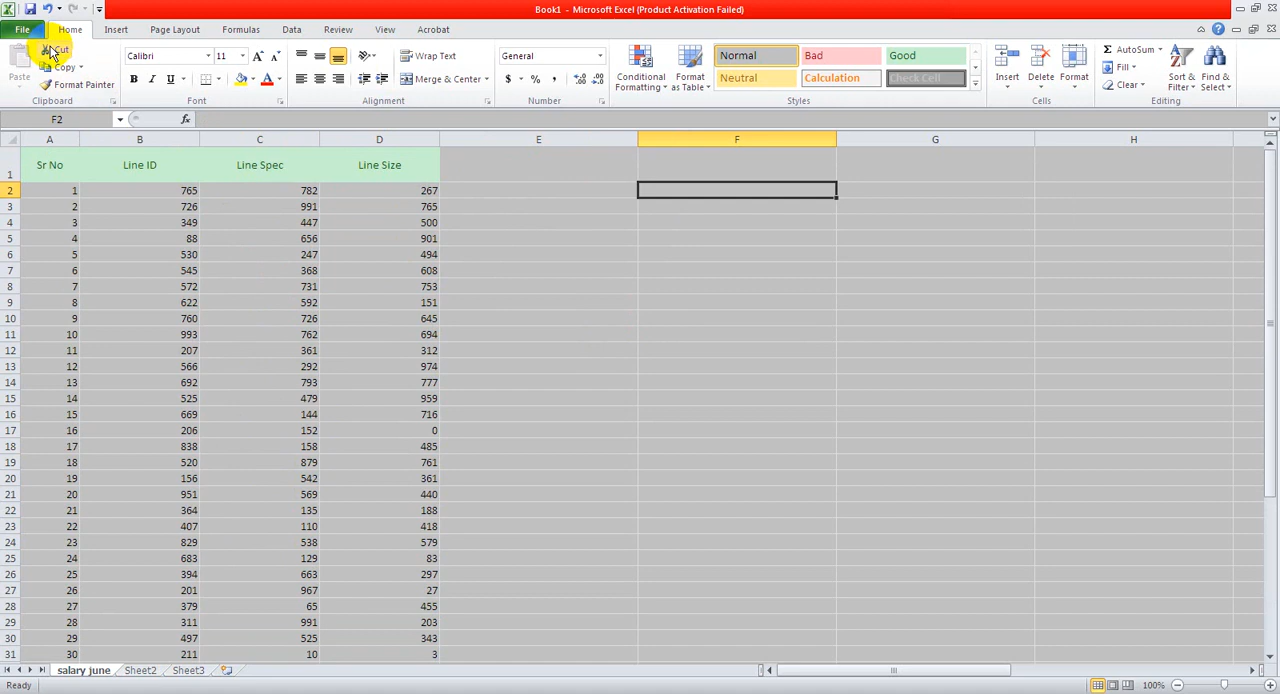 Book1 - Microsoft Excel (Product Activation Failed)
File Home Insert Page Layout Formulas Data Review View Acrobat
Paste Cut Copy Format Painter Clipboard
Calibri 11 A A B I U A Font
Wrap Text Merge & Center Alignment
General $ % , Number
Conditional Formatting Format as Table
Normal Bad Good
Neutral Calculation Check Cell
Styles
Insert Delete Format Cells
Σ AutoSum Fill Clear Sort & Filter Find & Select Editing
F2 fx
A B C D E F G H
1 Sr No Line ID Line Spec Line Size
2 1 765 782 267
3 2 726 991 765
4 3 349 447 500
5 4 88 656 901
6 5 530 247 494
7 6 545 368 608
8 7 572 731 753
9 8 622 592 151
10 9 760 726 645
11 10 993 762 694
12 11 207 361 312
13 12 566 292 974
14 13 692 793 777
15 14 525 479 959
16 15 669 144 716
17 16 206 152 0
18 17 838 158 485
19 18 520 879 761
20 19 156 542 361
21 20 951 569 440
22 21 364 135 188
23 22 407 110 418
24 23 829 538 579
25 24 683 129 83
26 25 394 663 297
27 26 201 967 27
28 27 379 65 455
29 28 311 991 203
30 29 497 525 343
31 30 211 10 3
salary june Sheet2 Sheet3
Ready 100%